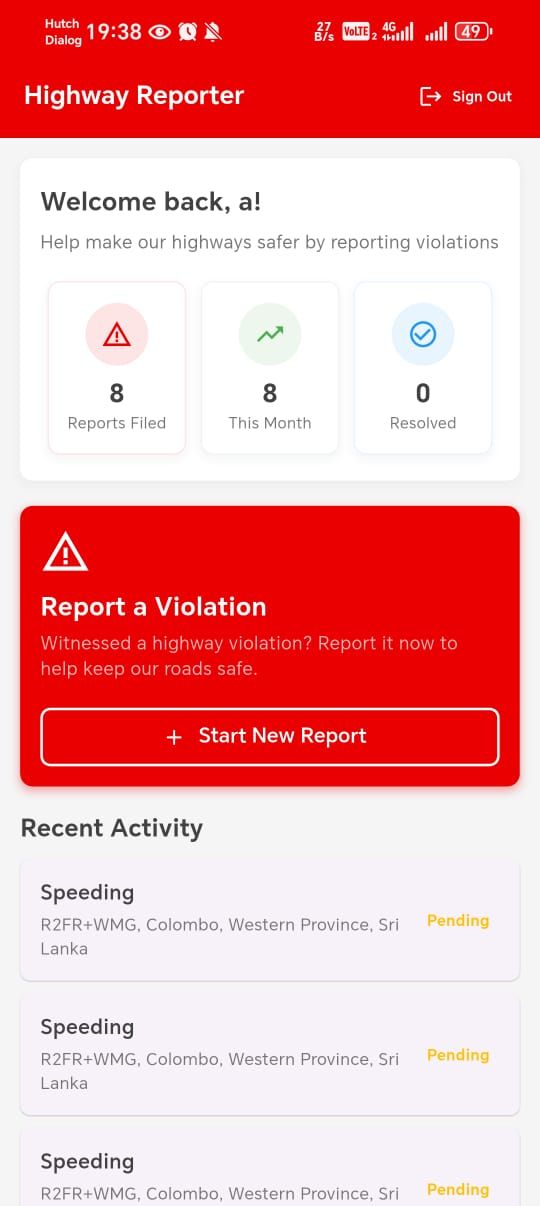 Hutch
Dialog
19:38
27
B/s
VoLTE 2
4G
49
Highway Reporter
Sign Out
Welcome back, a!
Help make our highways safer by reporting violations
8
Reports Filed
8
This Month
0
Resolved
Report a Violation
Witnessed a highway violation? Report it now to
help keep our roads safe.
+ Start New Report
Recent Activity
Speeding
R2FR+WMG, Colombo, Western Province, Sri
Lanka
Pending
Speeding
R2FR+WMG, Colombo, Western Province, Sri
Lanka
Pending
Speeding
R2FR+WMG, Colombo, Western Province, Sri
Pending